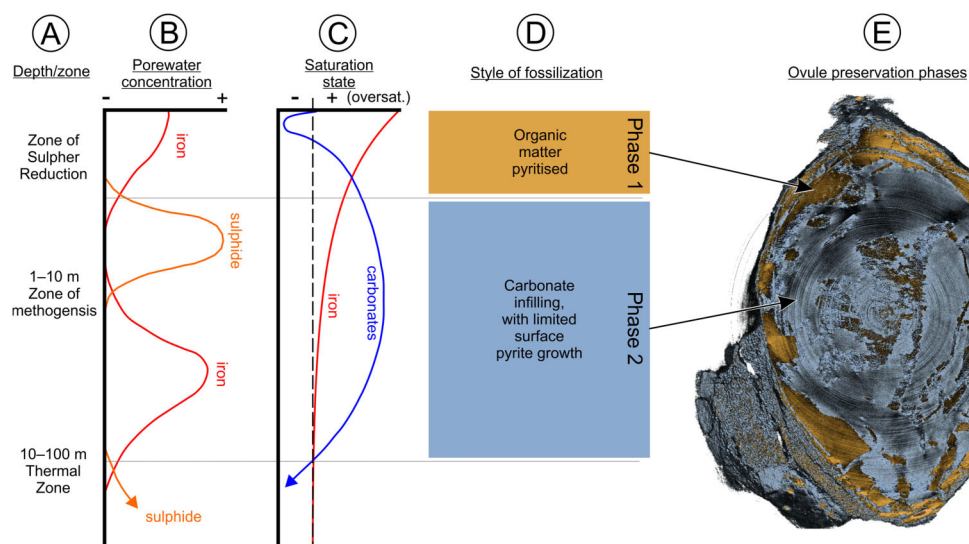 A
B
C
D
E
Depth/zone
Porewater
concentration
Saturation
state
Style of fossilization
Ovule preservation phases
-
+
-
+ (oversat.)
Zone of
Sulpher
Reduction
1–10 m
Zone of
methogensis
10–100 m
Thermal
Zone
iron
sulphide
iron
sulphide
iron
carbonates
Organic
matter
pyritised
Phase 1
Carbonate
infilling,
with limited
surface
pyrite growth
Phase 2